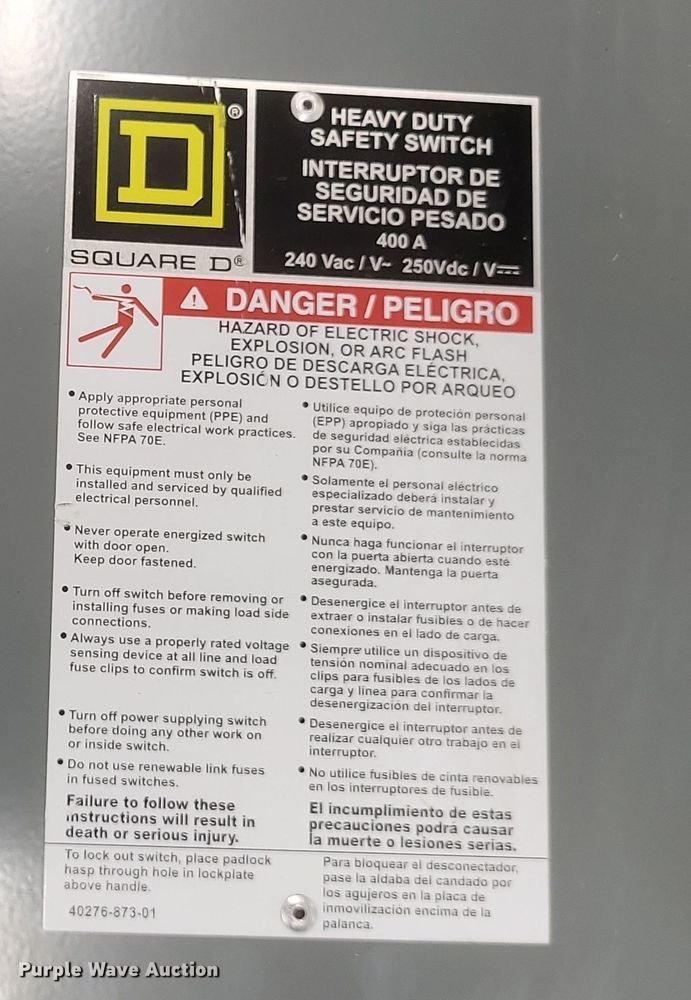 ®
SQUARE D®
HEAVY DUTY
SAFETY SWITCH
INTERRUPTOR DE
SEGURIDAD DE
SERVICIO PESADO
400 A
240 Vac / V~ 250Vdc / V⎓
DANGER / PELIGRO
HAZARD OF ELECTRIC SHOCK,
EXPLOSION, OR ARC FLASH
PELIGRO DE DESCARGA ELÉCTRICA,
EXPLOSIÓN O DESTELLO POR ARQUEO
• Apply appropriate personal
protective equipment (PPE) and
follow safe electrical work practices.
See NFPA 70E.
• This equipment must only be
installed and serviced by qualified
electrical personnel.
• Never operate energized switch
with door open.
Keep door fastened.
• Turn off switch before removing or
installing fuses or making load side
connections.
• Always use a properly rated voltage
sensing device at all line and load
fuse clips to confirm switch is off.
• Turn off power supplying switch
before doing any other work on
or inside switch.
• Do not use renewable link fuses
in fused switches.
Failure to follow these
instructions will result in
death or serious injury.
To lock out switch, place padlock
hasp through hole in lockplate
above handle.
40276-873-01
• Utilice equipo de proteción personal
(EPP) apropiado y siga las prácticas
de seguridad eléctrica establecidas
por su Compañia (consulte la norma
NFPA 70E).
• Solamente el personal eléctrico
especializado deberá instalar y
prestar servicio de mantenimiento
a este equipo.
• Nunca haga funcionar el interruptor
con la puerta abierta cuando esté
energizado. Mantenga la puerta
asegurada.
• Desenergice el interruptor antes de
extraer o instalar fusibles o de hacer
conexiones en el lado de carga.
• Siempre utilice un dispositivo de
tensión nominal adecuado en los
clips para fusibles de los lados de
carga y línea para confirmar la
desenergización del interruptor.
• Desenergice el interruptor antes de
realizar cualquier otro trabajo en el
interruptor.
• No utilice fusibles de cinta renovables
en los interruptores de fusible.
El incumplimiento de estas
precauciones podrá causar
la muerte o lesiones serias.
Para bloquear el desconectador,
pase la aldaba del candado por
los agujeros en la placa de
inmovilización encima de la
palanca.
Purple Wave Auction